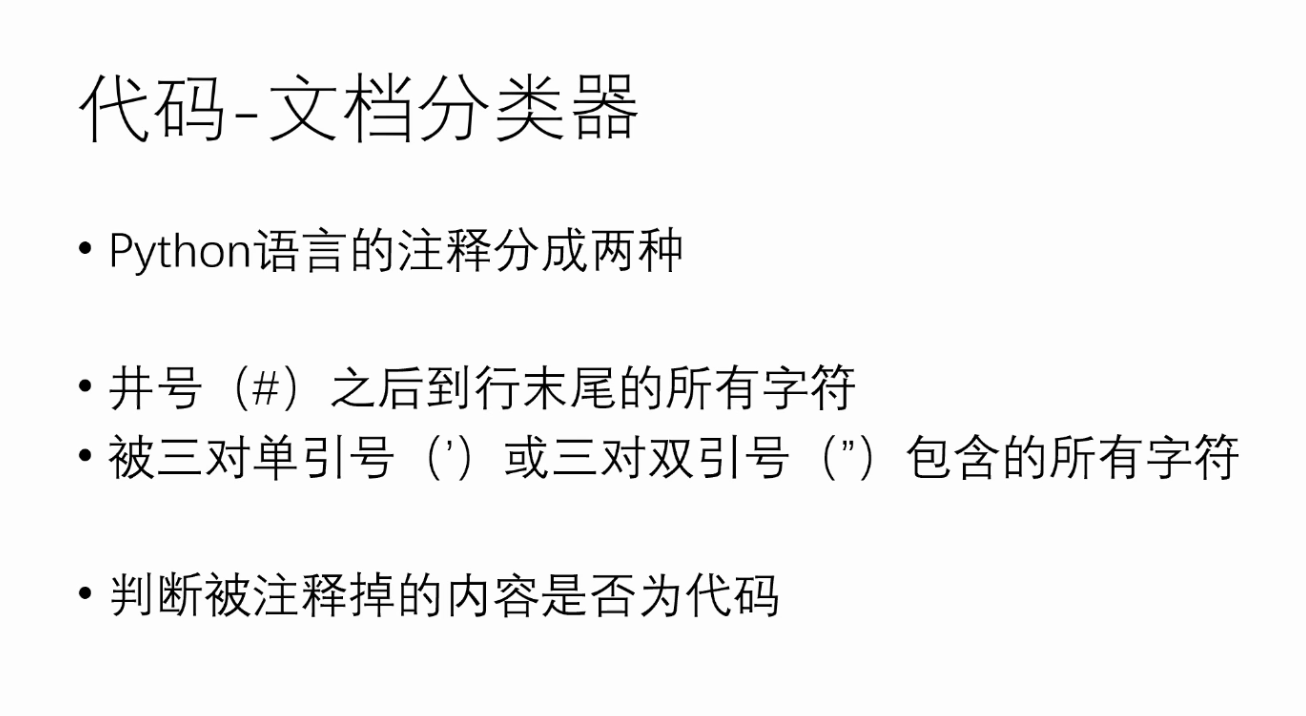 代码-文档分类器
• Python语言的注释分成两种
• 井号（#）之后到行末尾的所有字符
• 被三对单引号（’）或三对双引号（”）包含的所有字符
• 判断被注释掉的内容是否为代码